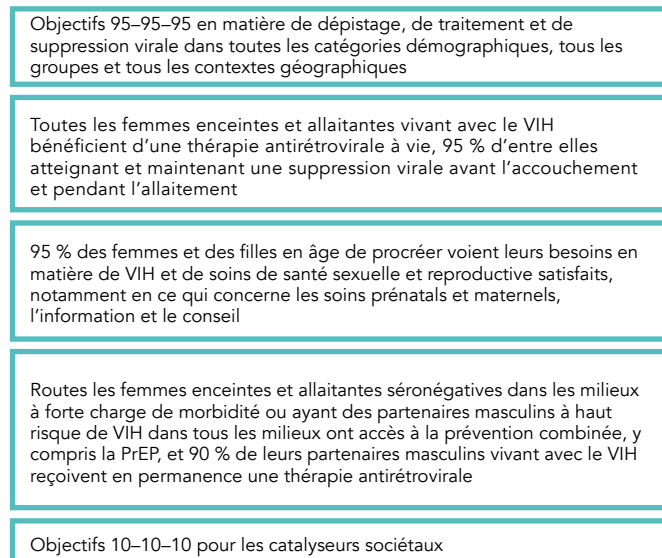 Objectifs 95–95–95 en matière de dépistage, de traitement et de
suppression virale dans toutes les catégories démographiques, tous les
groupes et tous les contextes géographiques
Toutes les femmes enceintes et allaitantes vivant avec le VIH
bénéficient d’une thérapie antirétrovirale à vie, 95 % d’entre elles
atteignant et maintenant une suppression virale avant l’accouchement
et pendant l’allaitement
95 % des femmes et des filles en âge de procréer voient leurs besoins en
matière de VIH et de soins de santé sexuelle et reproductive satisfaits,
notamment en ce qui concerne les soins prénatals et maternels,
l’information et le conseil
Routes les femmes enceintes et allaitantes séronégatives dans les milieux
à forte charge de morbidité ou ayant des partenaires masculins à haut
risque de VIH dans tous les milieux ont accès à la prévention combinée, y
compris la PrEP, et 90 % de leurs partenaires masculins vivant avec le VIH
reçoivent en permanence une thérapie antirétrovirale
Objectifs 10–10–10 pour les catalyseurs sociétaux